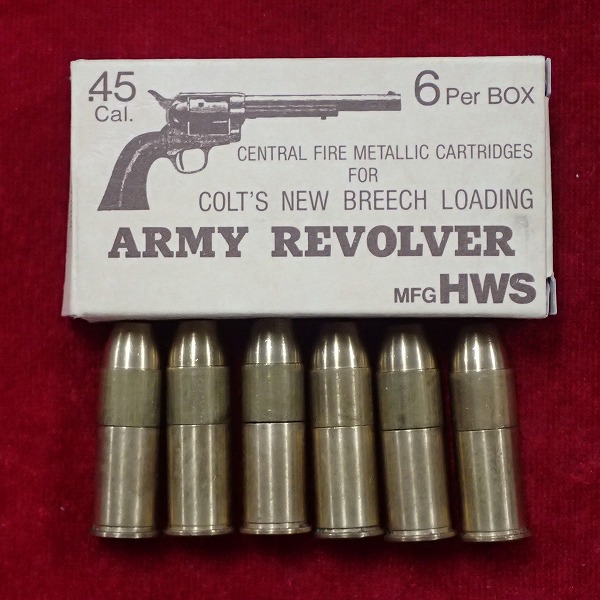 .45 Cal.
6 Per BOX
CENTRAL FIRE METALLIC CARTRIDGES
FOR
COLT'S NEW BREECH LOADING
ARMY REVOLVER
MFG HWS